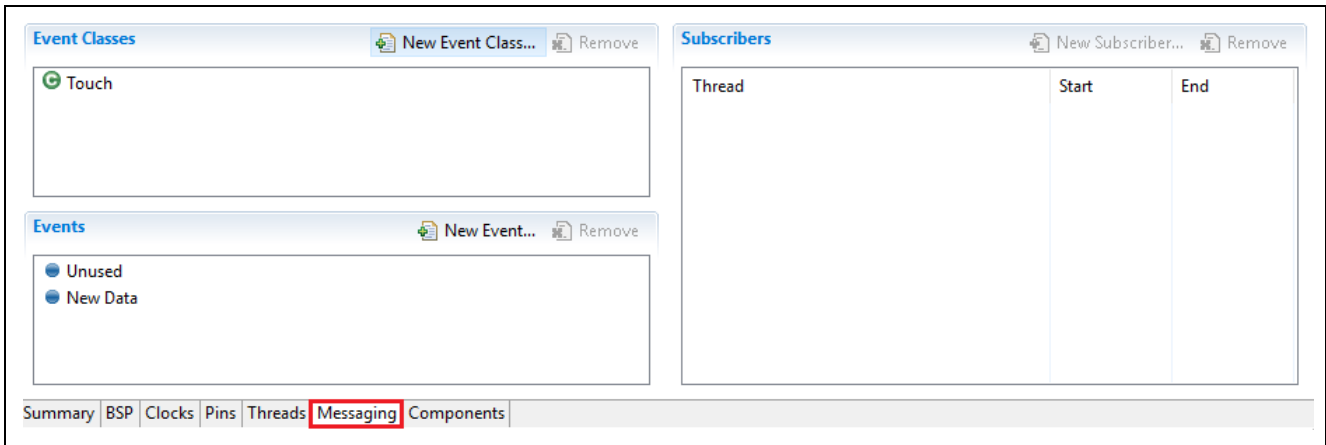 Event Classes
New Event Class...
Remove
C Touch
Events
New Event...
Remove
Unused
New Data
Subscribers
New Subscriber...
Remove
Thread Start End
Summary BSP Clocks Pins Threads Messaging Components